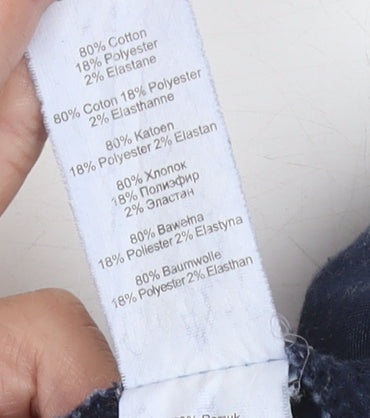 80% Cotton
18% Polyester
2% Elastane
80% Coton 18% Polyester
2% Elasthanne
80% Katoen
18% Polyester 2% Elastan
80% Хлопок
18% Полиэфир
2% Эластан
80% Bawełna
18% Poliester 2% Elastyna
80% Baumwolle
18% Polyester 2% Elasthan